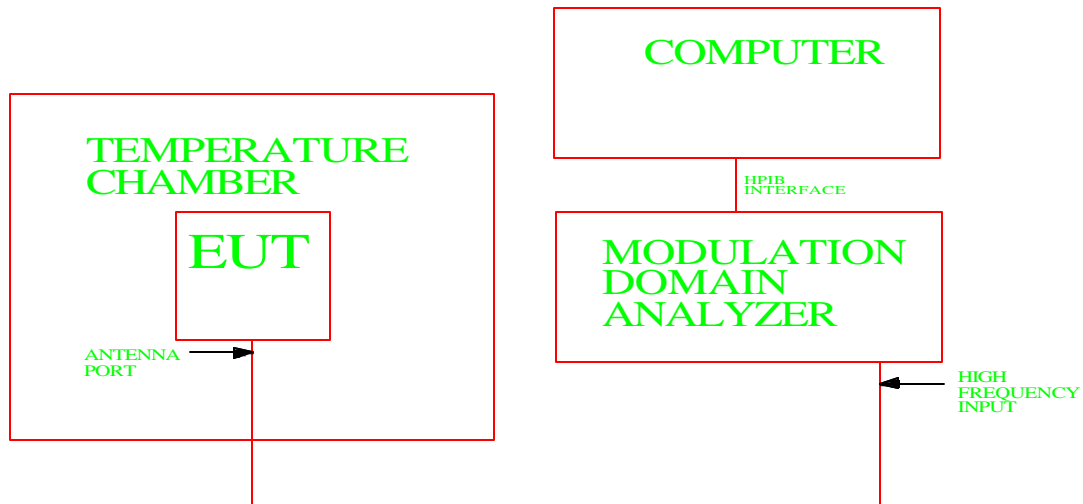 COMPUTER
TEMPERATURE
CHAMBER
HPIB
INTERFACE
EUT
MODULATION
DOMAIN
ANALYZER
ANTENNA
PORT
HIGH
FREQUENCY
INPUT